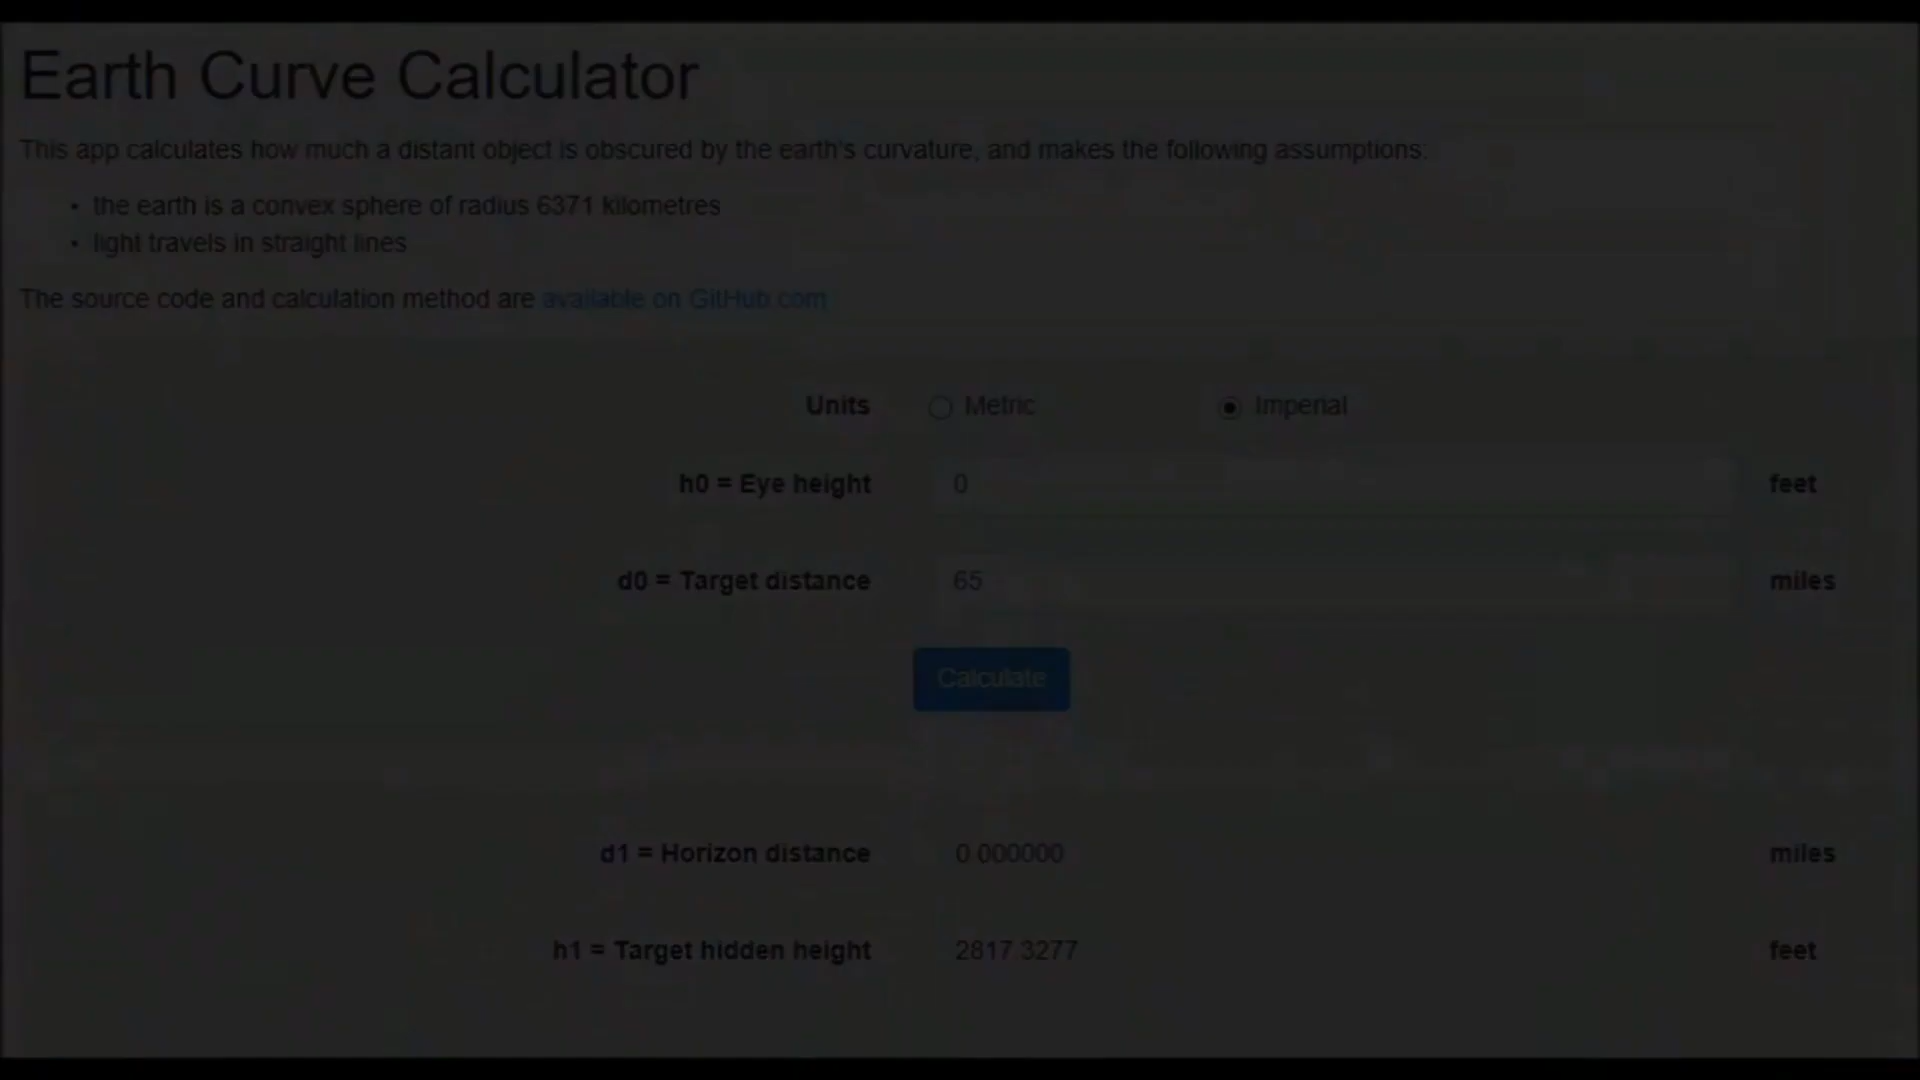 Earth Curve Calculator
This app calculates how much a distant object is obscured by the earth's curvature, and makes the following assumptions:
• the earth is a convex sphere of radius 6371 kilometres
• light travels in straight lines
The source code and calculation method are available on GitHub.com
Units Metric Imperial
h0 = Eye height 0 feet
d0 = Target distance 65 miles
Calculate
d1 = Horizon distance 0.000000 miles
h1 = Target hidden height 2817.3277 feet